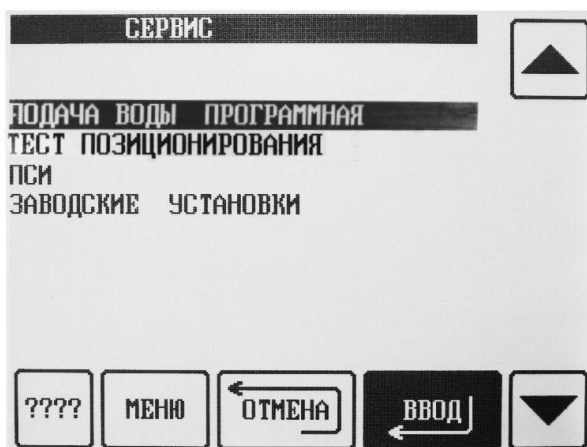 СЕРВИС
ПОДАЧА ВОДЫ ПРОГРАММНАЯ
ТЕСТ ПОЗИЦИОНИРОВАНИЯ
ПСИ
ЗАВОДСКИЕ УСТАНОВКИ
???? МЕНЮ ОТМЕНА ВВОД